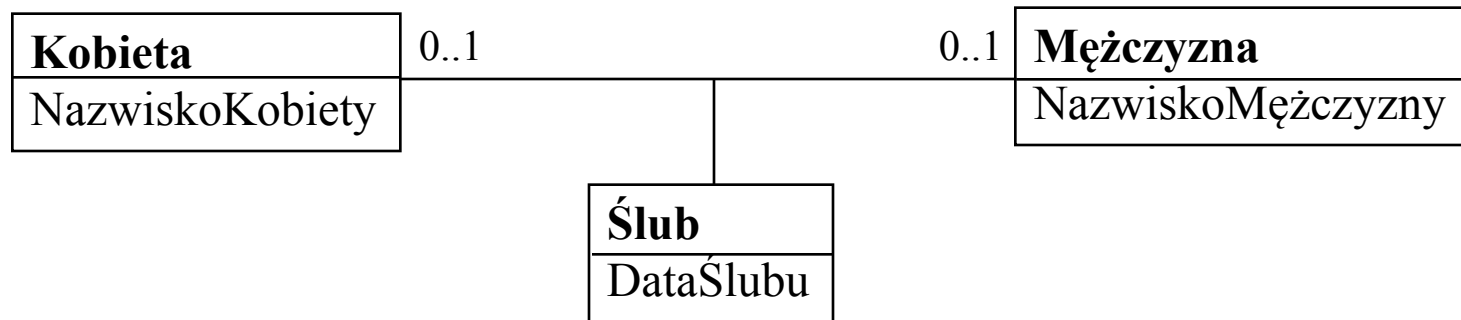 Kobieta
NazwiskoKobiety
0..1
0..1
Mężczyzna
NazwiskoMężczyzny
Ślub
DataŚlubu